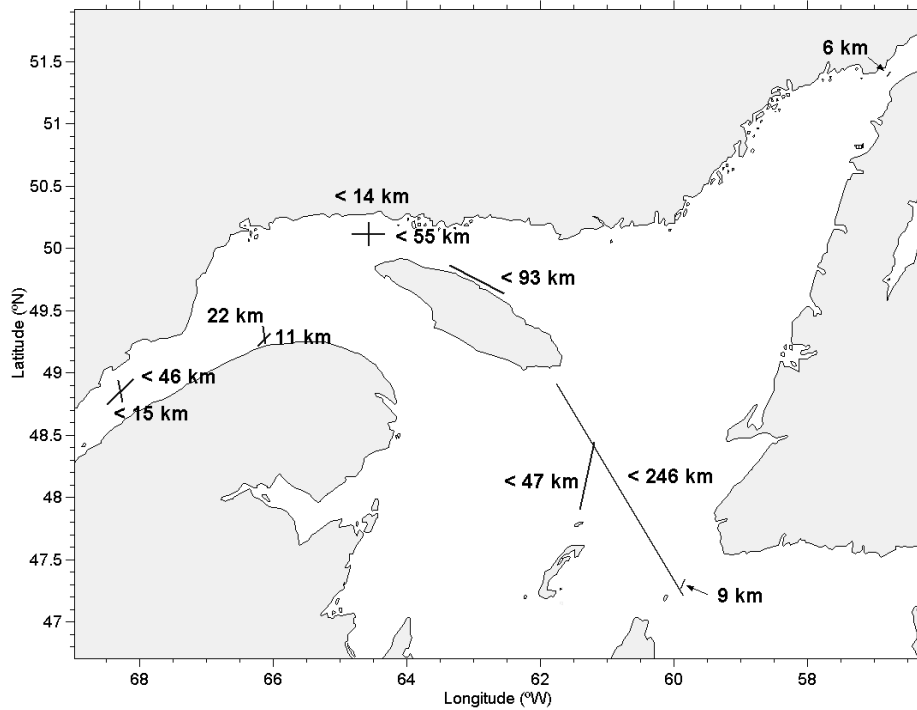 6 km
51.5
51
50.5
< 14 km
50
< 55 km
< 93 km
49.5
22 km
11 km
49
< 46 km
< 15 km
48.5
< 47 km
< 246 km
48
47.5
9 km
47
Latitude (ºN)
68
66
64
62
60
58
Longitude (ºW)